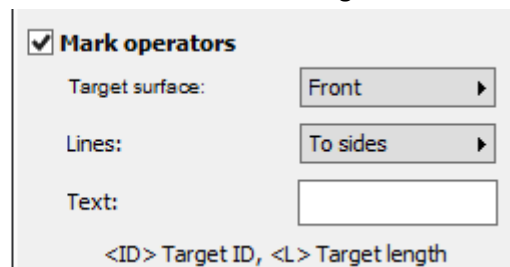 Mark operators
Target surface: Front
Lines: To sides
Text:
<ID> Target ID, <L> Target length